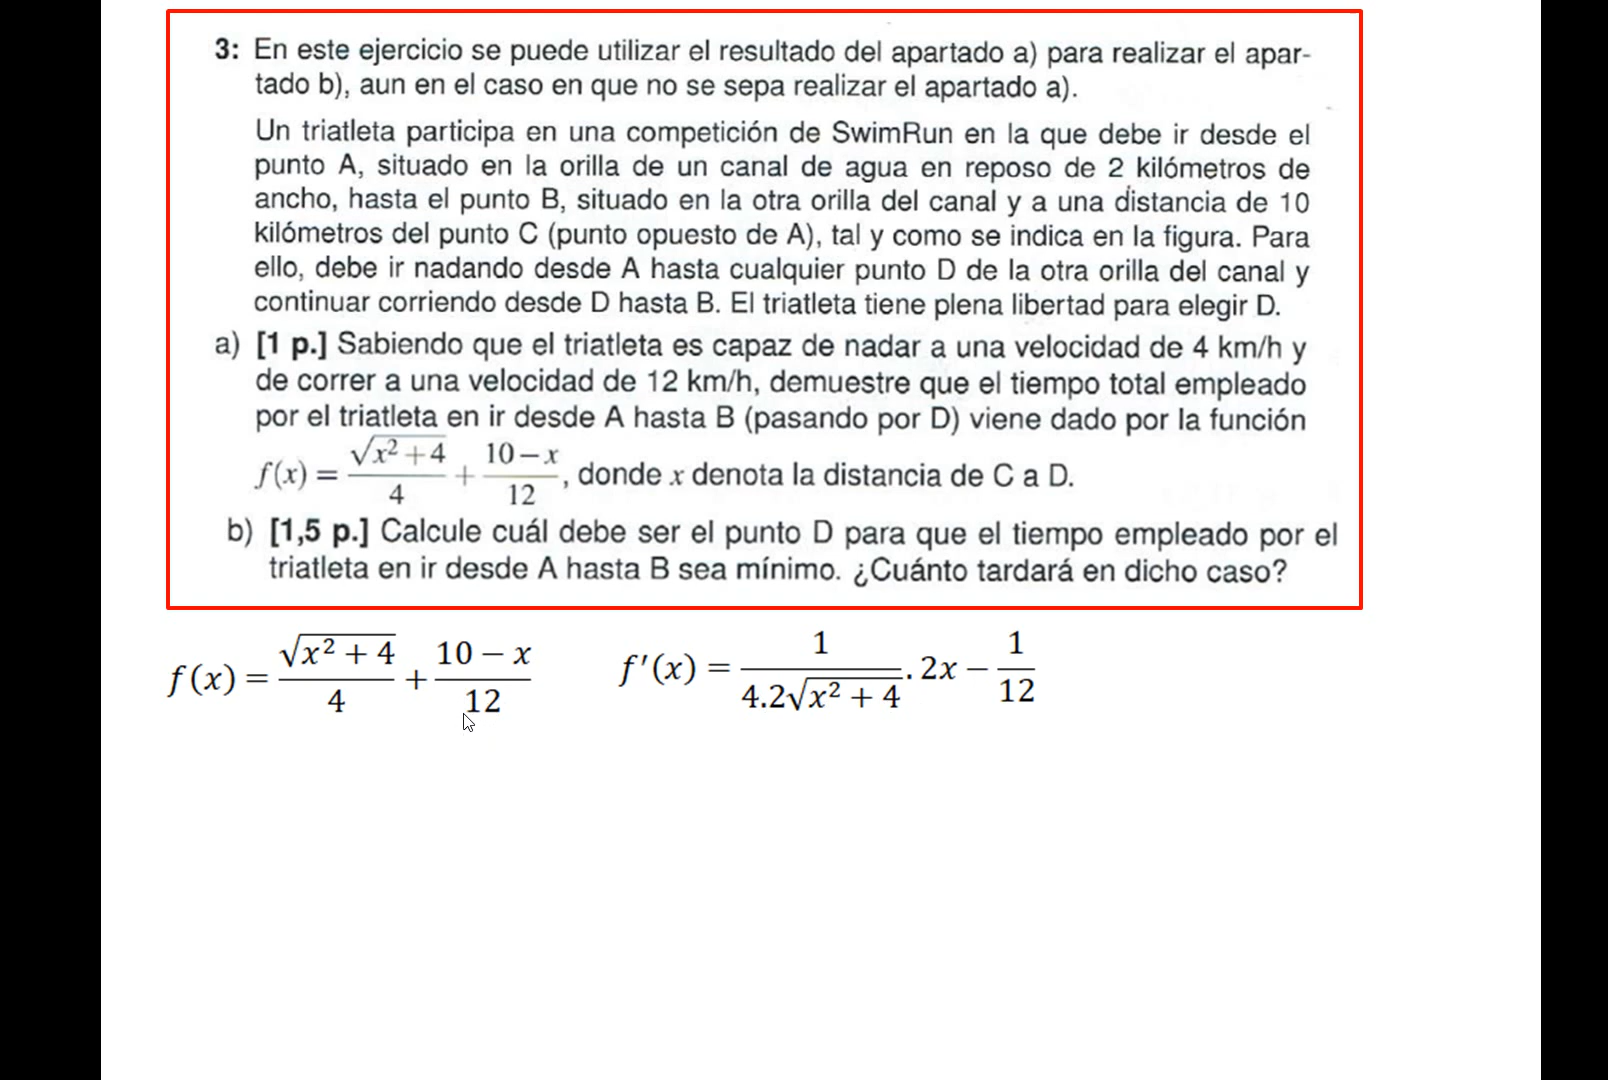 3: En este ejercicio se puede utilizar el resultado del apartado a) para realizar el apar-
tado b), aun en el caso en que no se sepa realizar el apartado a).
Un triatleta participa en una competición de SwimRun en la que debe ir desde el
punto A, situado en la orilla de un canal de agua en reposo de 2 kilómetros de
ancho, hasta el punto B, situado en la otra orilla del canal y a una distancia de 10
kilómetros del punto C (punto opuesto de A), tal y como se indica en la figura. Para
ello, debe ir nadando desde A hasta cualquier punto D de la otra orilla del canal y
continuar corriendo desde D hasta B. El triatleta tiene plena libertad para elegir D.
a) [1 p.] Sabiendo que el triatleta es capaz de nadar a una velocidad de 4 km/h y
de correr a una velocidad de 12 km/h, demuestre que el tiempo total empleado
por el triatleta en ir desde A hasta B (pasando por D) viene dado por la función
f(x) = √(x² + 4)/4 + (10 − x)/12, donde x denota la distancia de C a D.
b) [1,5 p.] Calcule cuál debe ser el punto D para que el tiempo empleado por el
triatleta en ir desde A hasta B sea mínimo. ¿Cuánto tardará en dicho caso?
f(x) = √(x² + 4)/4 + (10 − x)/12 f′(x) = 1/(4.2√(x² + 4)) . 2x − 1/12